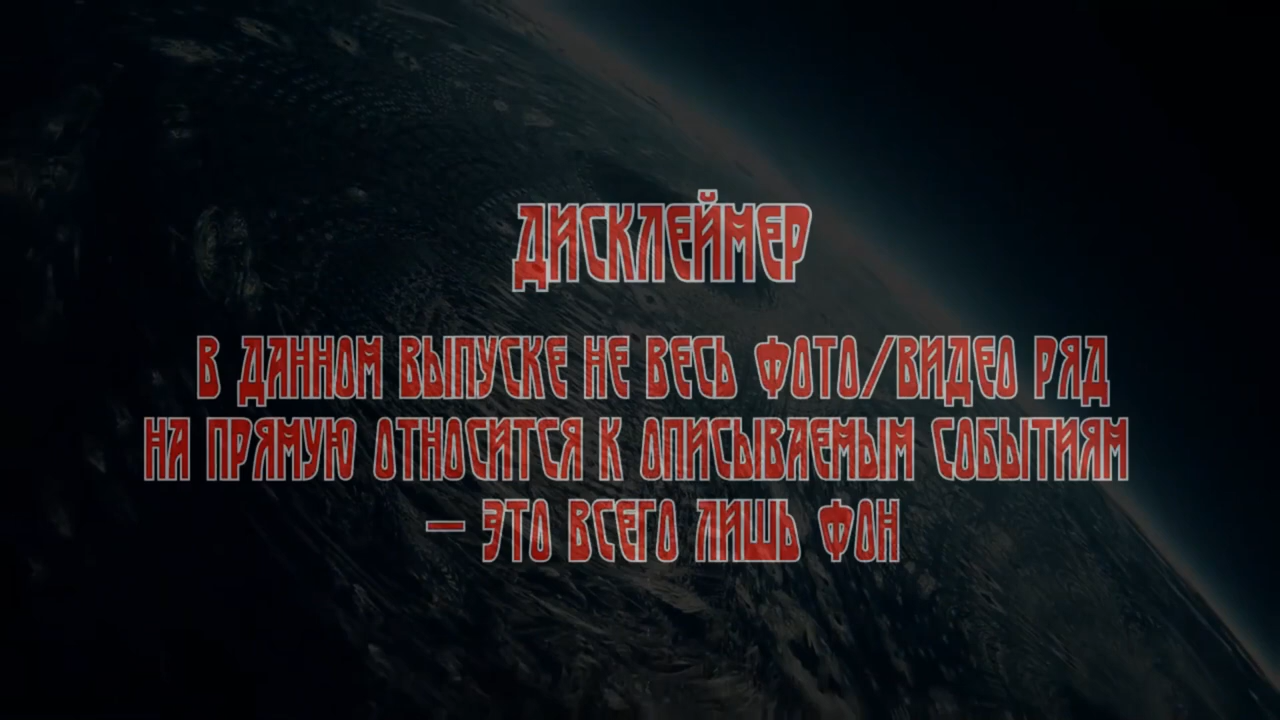 ДИСКЛЕЙМЕР
В ДАННОМ ВЫПУСКЕ НЕ ВЕСЬ ФОТО/ВИДЕО РЯД
НА ПРЯМУЮ ОТНОСИТСЯ К ОПИСЫВАЕМЫМ СОБЫТИЯМ
— ЭТО ВСЕГО ЛИШЬ ФОН